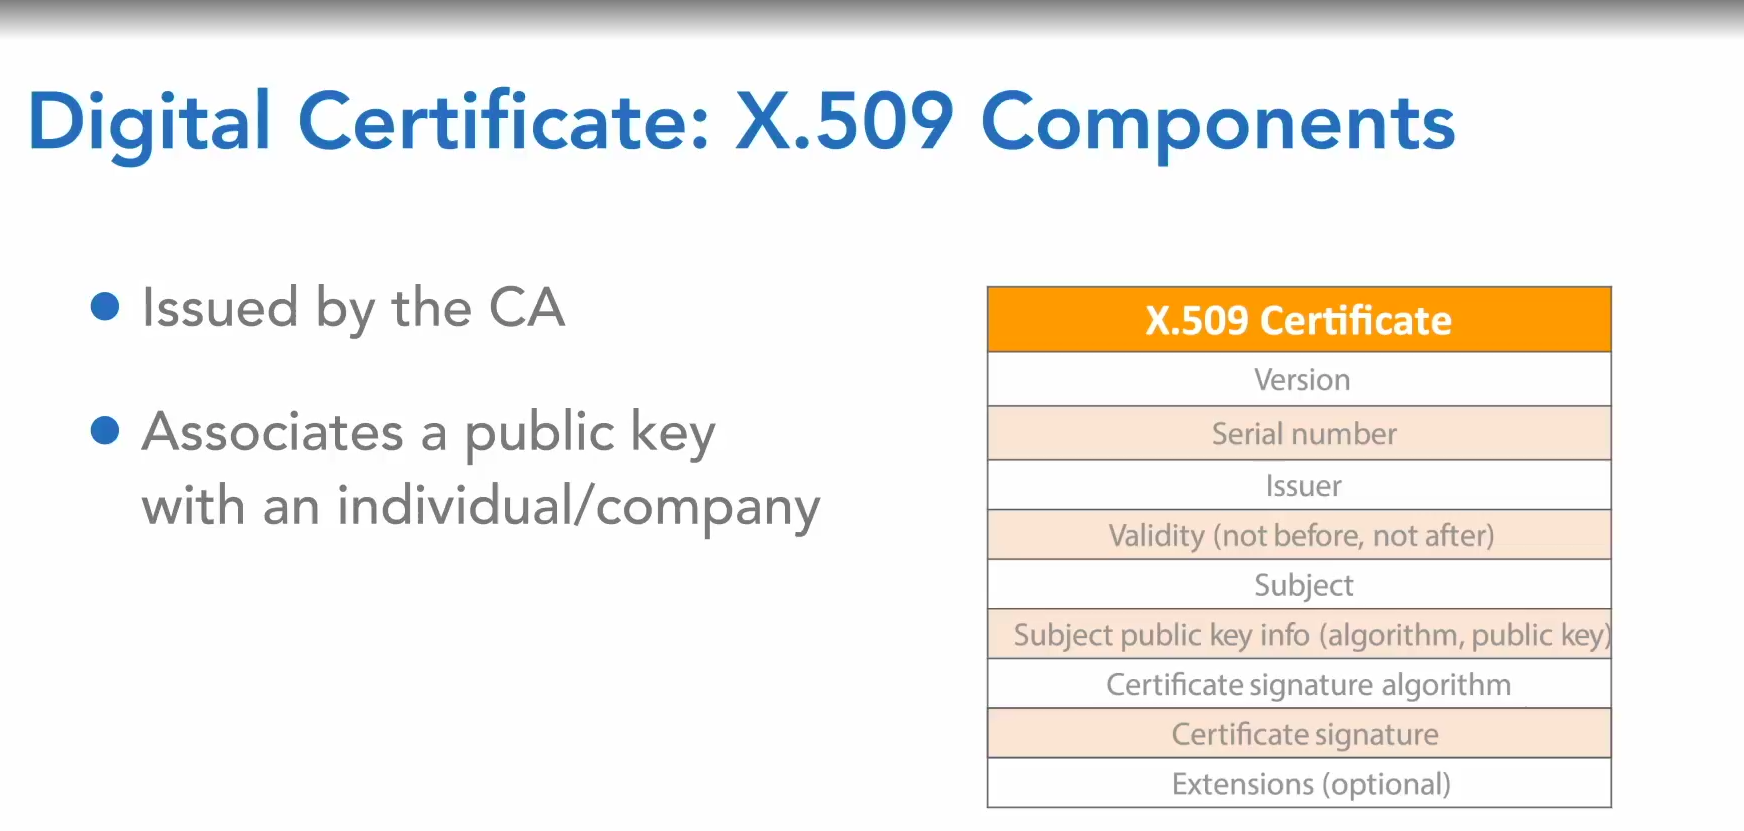 Digital Certificate: X.509 Components
Issued by the CA
Associates a public key
with an individual/company
X.509 Certificate
Version
Serial number
Issuer
Validity (not before, not after)
Subject
Subject public key info (algorithm, public key)
Certificate signature algorithm
Certificate signature
Extensions (optional)